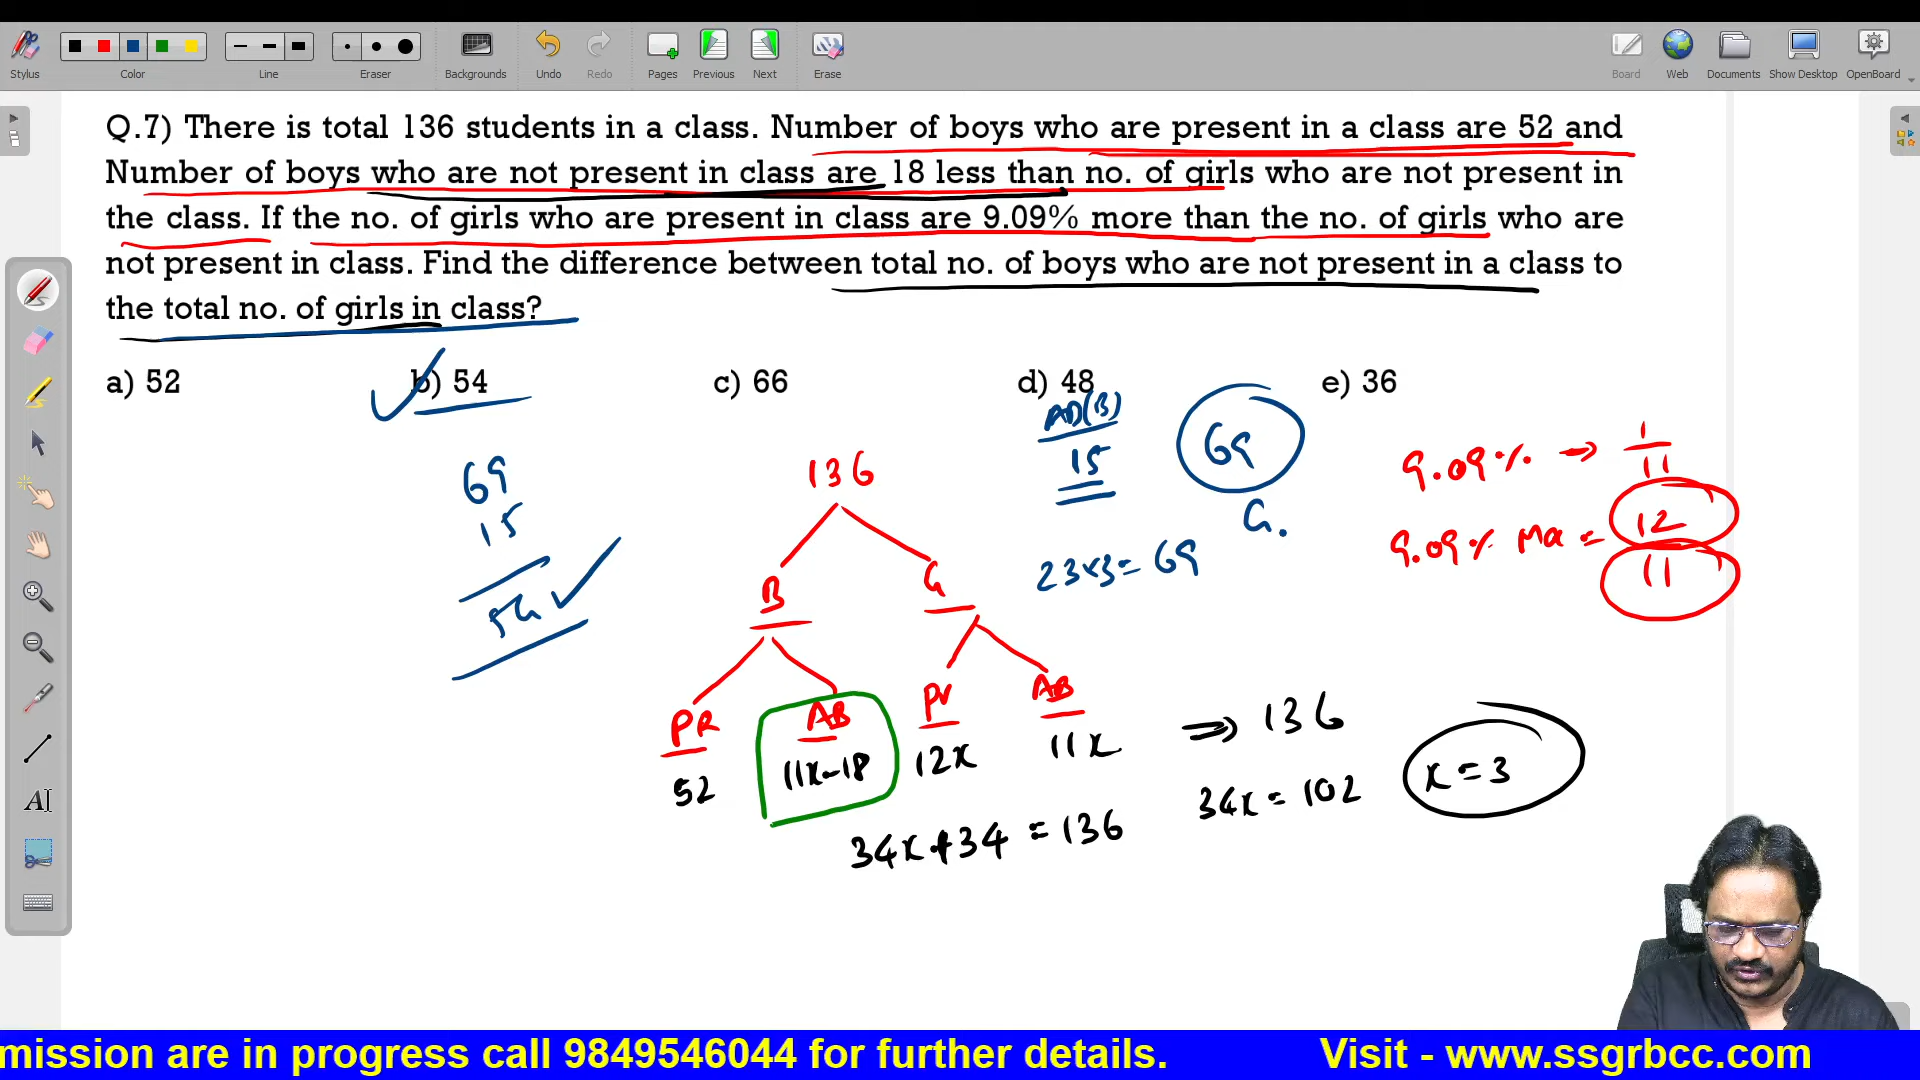 Stylus
Color
Line
Eraser
Backgrounds
Undo
Redo
Pages
Previous
Next
Erase
Board
Web
Documents
Show Desktop
OpenBoard
Q.7) There is total 136 students in a class. Number of boys who are present in a class are 52 and
Number of boys who are not present in class are 18 less than no. of girls who are not present in
the class. If the no. of girls who are present in class are 9.09% more than the no. of girls who are
not present in class. Find the difference between total no. of boys who are not present in a class to
the total no. of girls in class?
a) 52
b) 54
c) 66
d) 48
e) 36
69
15
54
136
B
G
PR
AB
Pr
AB
52
11x-18
12x
11x
⇒ 136
34x+34 = 136
34x = 102
x = 3
AB(B)
15
69
G.
23x3 = 69
9.09% → 1/11
9.09% = 12/11
AI
mission are in progress call 9849546044 for further details.
Visit - www.ssgrbcc.com